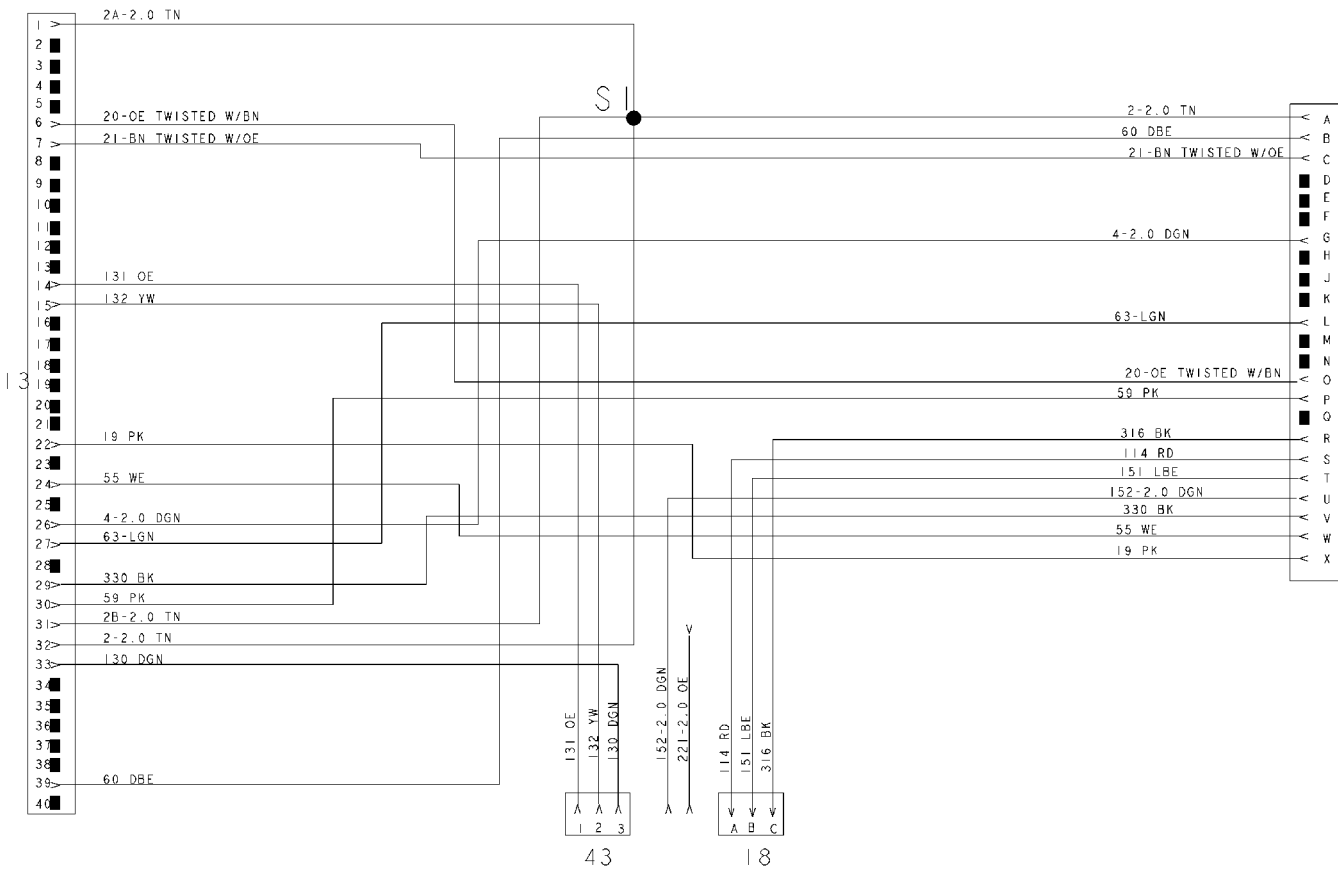 1 2A-2.0 TN
2
3
4
5
6 20-OE TWISTED W/BN
7 21-BN TWISTED W/OE
8
9
10
11
12
13
14 131 OE
15 132 YW
16
17
18
13
19
20
21
22 19 PK
23
24 55 WE
25
26 4-2.0 DGN
27 63-LGN
28
29 330 BK
30 59 PK
31 2B-2.0 TN
32 2-2.0 TN
33 130 DGN
34
35
36
37
38
39 60 DBE
40
S1
2-2.0 TN A
60 DBE B
21-BN TWISTED W/OE C
D
E
F
4-2.0 DGN G
H
J
K
63-LGN L
M
N
20-OE TWISTED W/BN O
59 PK P
Q
316 BK R
114 RD S
151 LBE T
152-2.0 DGN U
330 BK V
55 WE W
19 PK X
131 OE
132 YW
130 DGN
152-2.0 DGN
221-2.0 OE
114 RD
151 LBE
316 BK
1 2 3
43
A B C
18